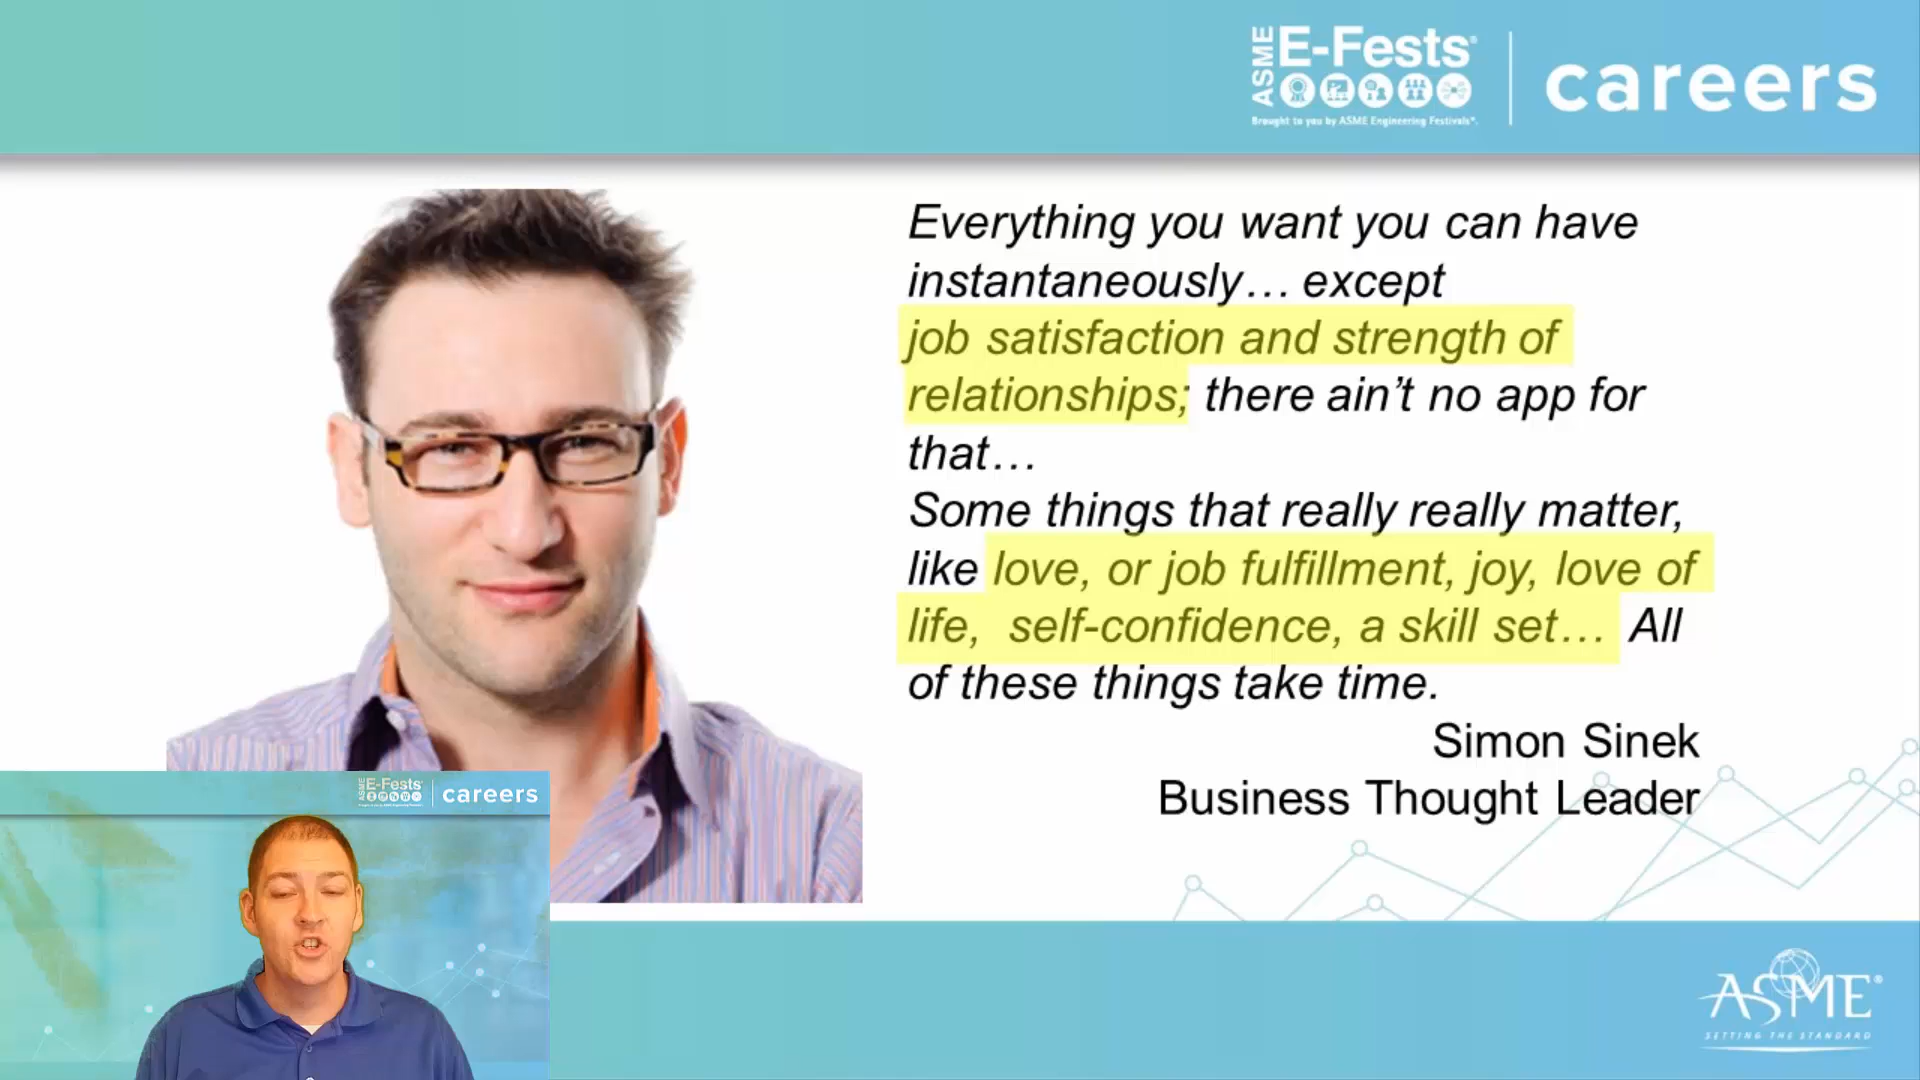 ASME
E-Fests®
Brought to you by ASME Engineering Festivals®.
careers
Everything you want you can have
instantaneously… except
job satisfaction and strength of
relationships; there ain’t no app for
that…
Some things that really really matter,
like love, or job fulfillment, joy, love of
life,  self-confidence, a skill set…  All
of these things take time.
Simon Sinek
Business Thought Leader
ASME
E-Fests
careers
ASME®
SETTING THE STANDARD